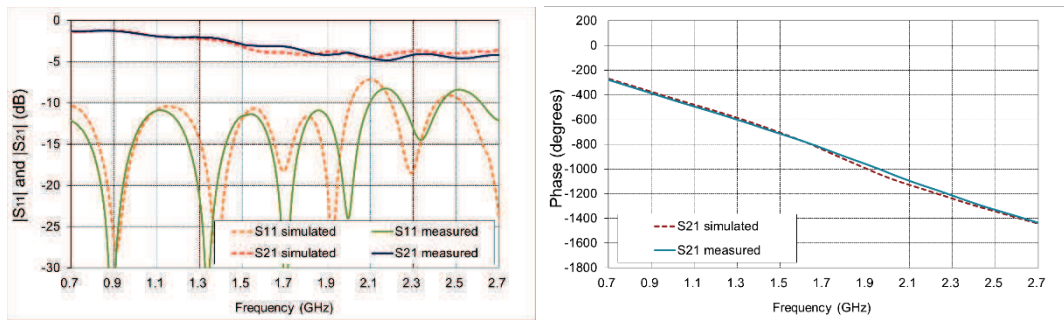 0
-5
-10
-15
-20
-25
-30
|S11| and |S21| (dB)
S11 simulated
S11 measured
S21 simulated
S21 measured
0.7 0.9 1.1 1.3 1.5 1.7 1.9 2.1 2.3 2.5 2.7
Frequency (GHz)
200
0
-200
-400
-600
-800
-1000
-1200
-1400
-1600
-1800
Phase (degrees)
S21 simulated
S21 measured
0.7 0.9 1.1 1.3 1.5 1.7 1.9 2.1 2.3 2.5 2.7
Frequency (GHz)